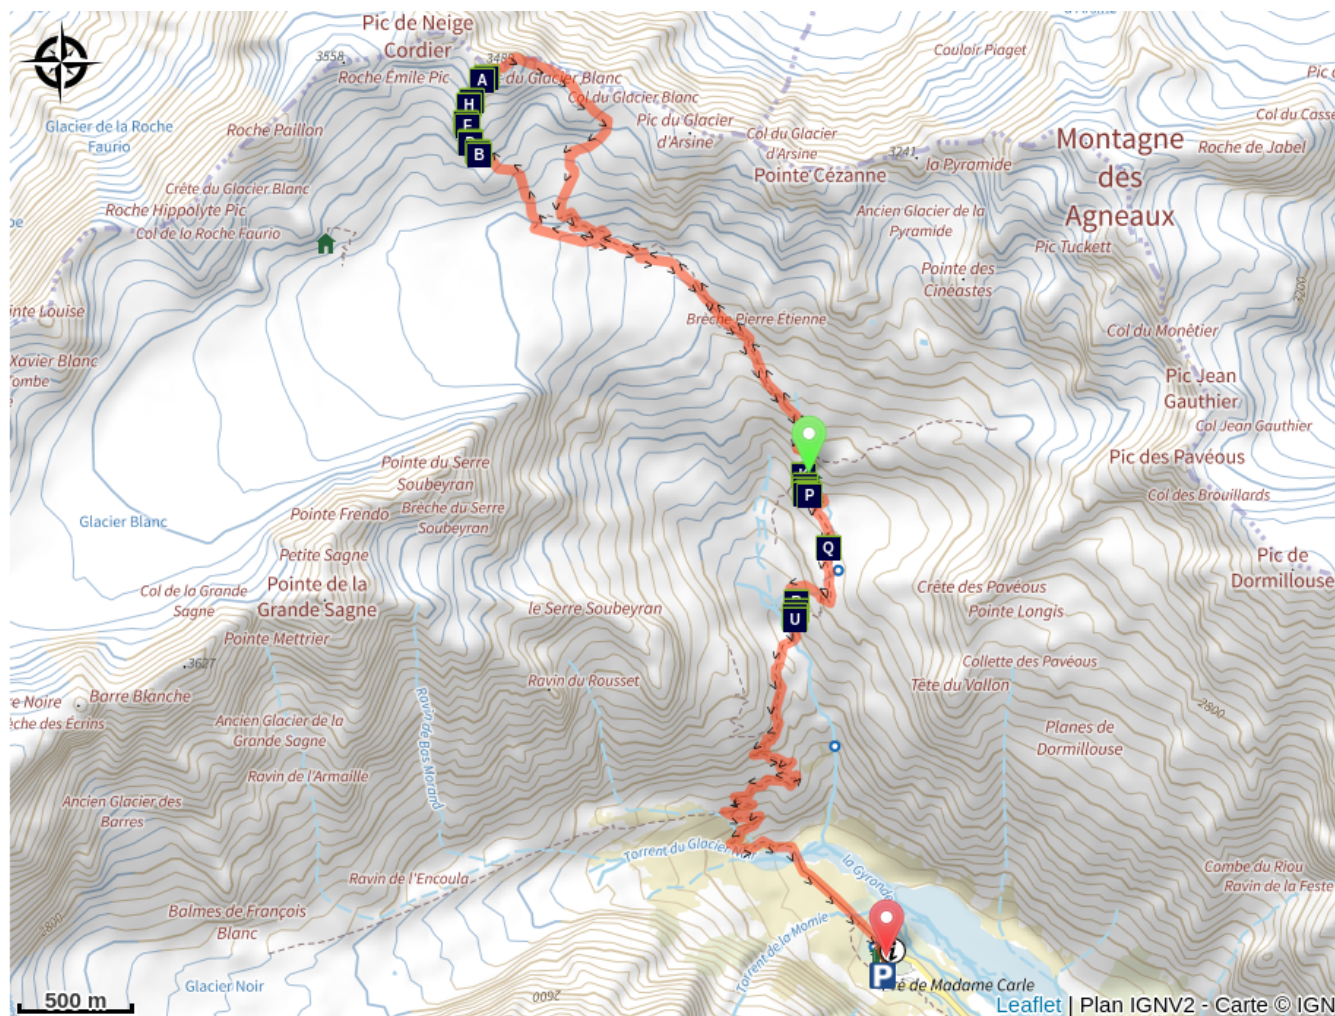 Pic de Neige
Cordier
3558
3489
Roche Émile Pic
A
du Glacier Blanc
Col du Glacier Blanc
Couloir Piaget
H
F
B
Glacier de la Roche
Faurio
Roche Paillon
Pic du Glacier
d'Arsine
Col du Glacier
d'Arsine
3241
Pointe Cézanne
la Pyramide
Montagne
des
Agneaux
Col du Casse
Roche de Jabel
Crête du Glacier Blanc
Roche Hippolyte Pic
Col de la Roche Faurio
Ancien Glacier de la
Pyramide
Pic Tuckett
Pointe des
Cinéastes
3200
inte Louise
Brèche Pierre Étienne
Col du Monêtier
Xavier Blanc
ombe
Pic Jean
Gauthier
Col Jean Gauthier
Pointe du Serre
Soubeyran
Pic des Pavéous
Col des Brouillards
P
Pointe Frendo
Brèche du Serre
Soubeyran
Glacier Blanc
Q
Petite Sagne
Pic de
Dormillouse
Col de la Grande
Sagne
Pointe de la
Grande Sagne
le Serre Soubeyran
Crête des Pavéous
Pointe Longis
U
Pointe Mettrier
3627
Collette des Pavéous
Tête du Vallon
Ravin du Rousset
2800
re Noire
Barre Blanche
èche des Écrins
Ancien Glacier de la
Grande Sagne
Ravin de Bas Morand
Planes de
Dormillouse
Ravin de l'Armaille
Ancien Glacier des
Barres
Torrent du Glacier
la Gyronde
Combe du Riou
Ravin de la Feste
Ravin de l'Encoula
Balmes de François
Blanc
2800
Torrent de la Momie
i
P
Glacier Noir
2600
é de Madame Carle
500 m
Leaflet | Plan IGNV2 - Carte © IGN